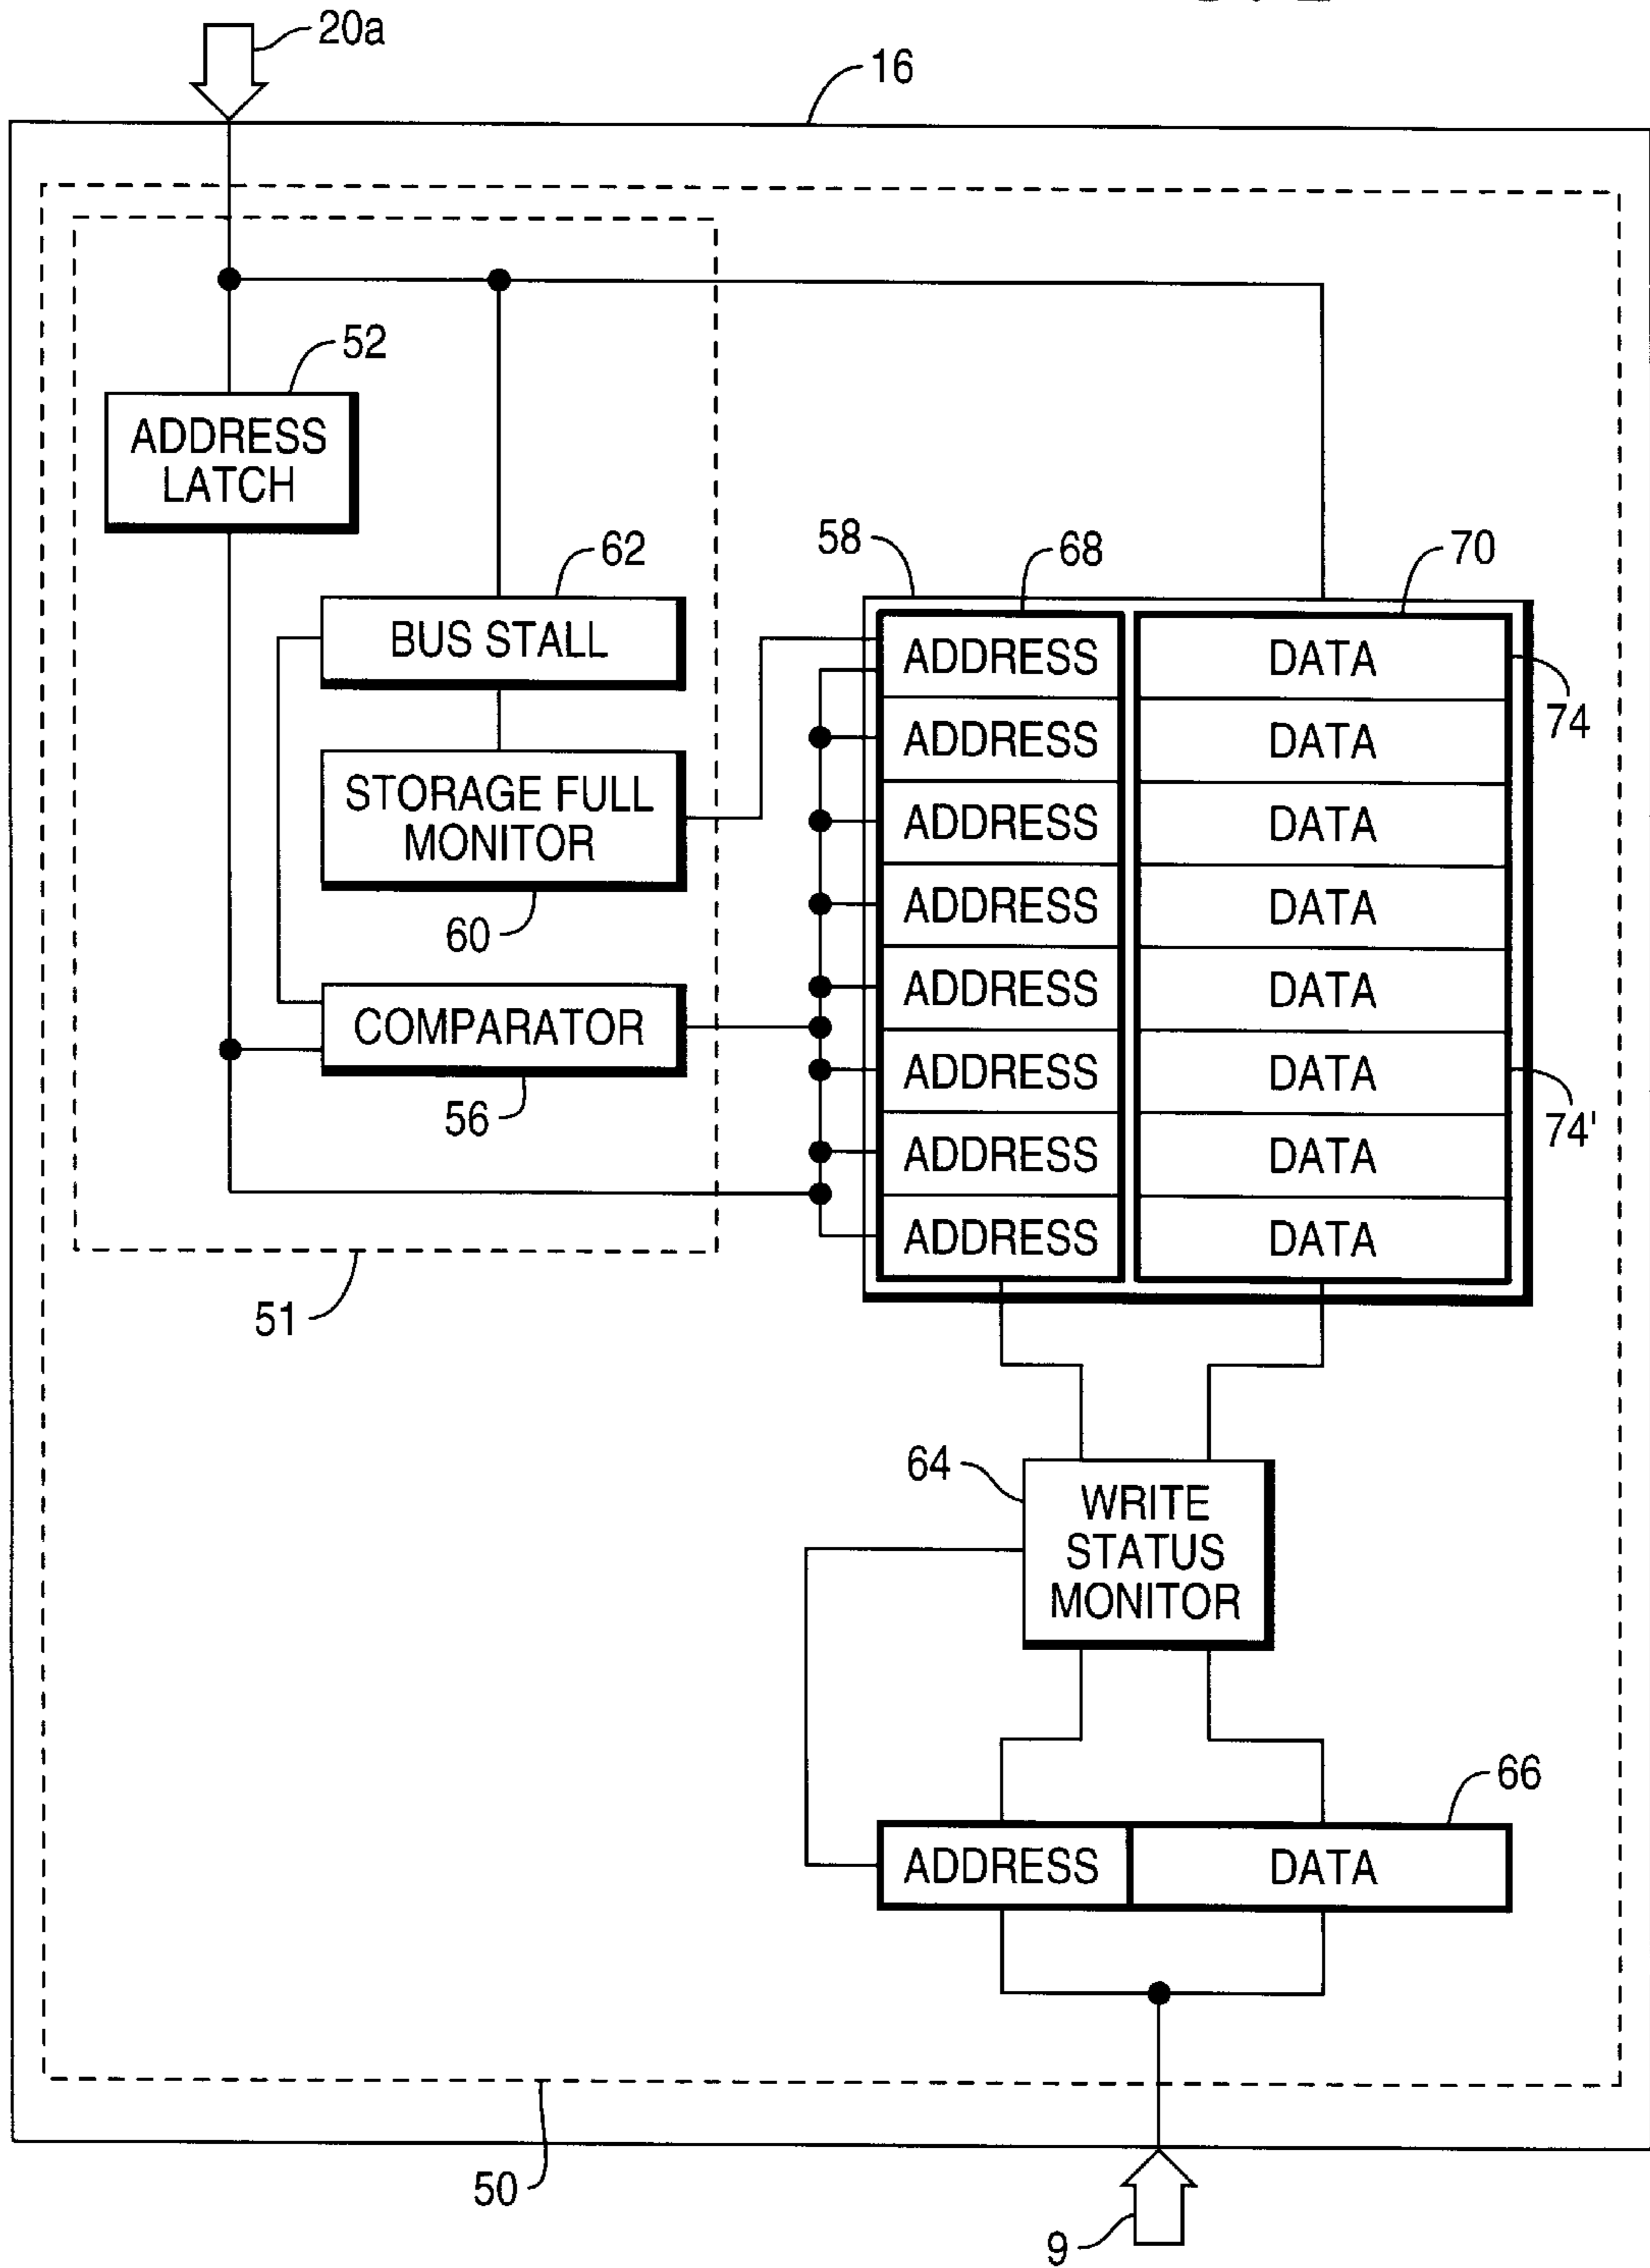 20a
16
52
ADDRESS
LATCH
58
68
70
62
BUS STALL
ADDRESS DATA
74
ADDRESS DATA
STORAGE FULL
MONITOR
ADDRESS DATA
60
ADDRESS DATA
ADDRESS DATA
COMPARATOR
56
ADDRESS DATA
74'
ADDRESS DATA
ADDRESS DATA
51
64
WRITE
STATUS
MONITOR
66
ADDRESS DATA
50
9